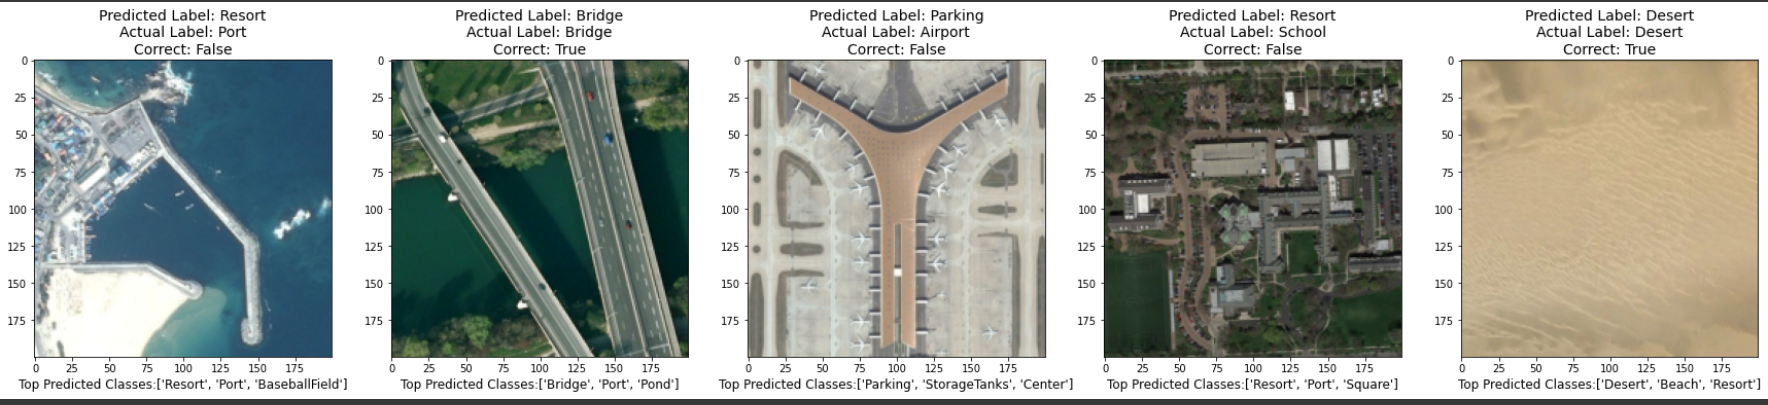 Predicted Label: Resort
Actual Label: Port
Correct: False
0
25
50
75
100
125
150
175
0 25 50 75 100 125 150 175
Top Predicted Classes:['Resort', 'Port', 'BaseballField']
Predicted Label: Bridge
Actual Label: Bridge
Correct: True
0
25
50
75
100
125
150
175
0 25 50 75 100 125 150 175
Top Predicted Classes:['Bridge', 'Port', 'Pond']
Predicted Label: Parking
Actual Label: Airport
Correct: False
0
25
50
75
100
125
150
175
0 25 50 75 100 125 150 175
Top Predicted Classes:['Parking', 'StorageTanks', 'Center']
Predicted Label: Resort
Actual Label: School
Correct: False
0
25
50
75
100
125
150
175
0 25 50 75 100 125 150 175
Top Predicted Classes:['Resort', 'Port', 'Square']
Predicted Label: Desert
Actual Label: Desert
Correct: True
0
25
50
75
100
125
150
175
0 25 50 75 100 125 150 175
Top Predicted Classes:['Desert', 'Beach', 'Resort']